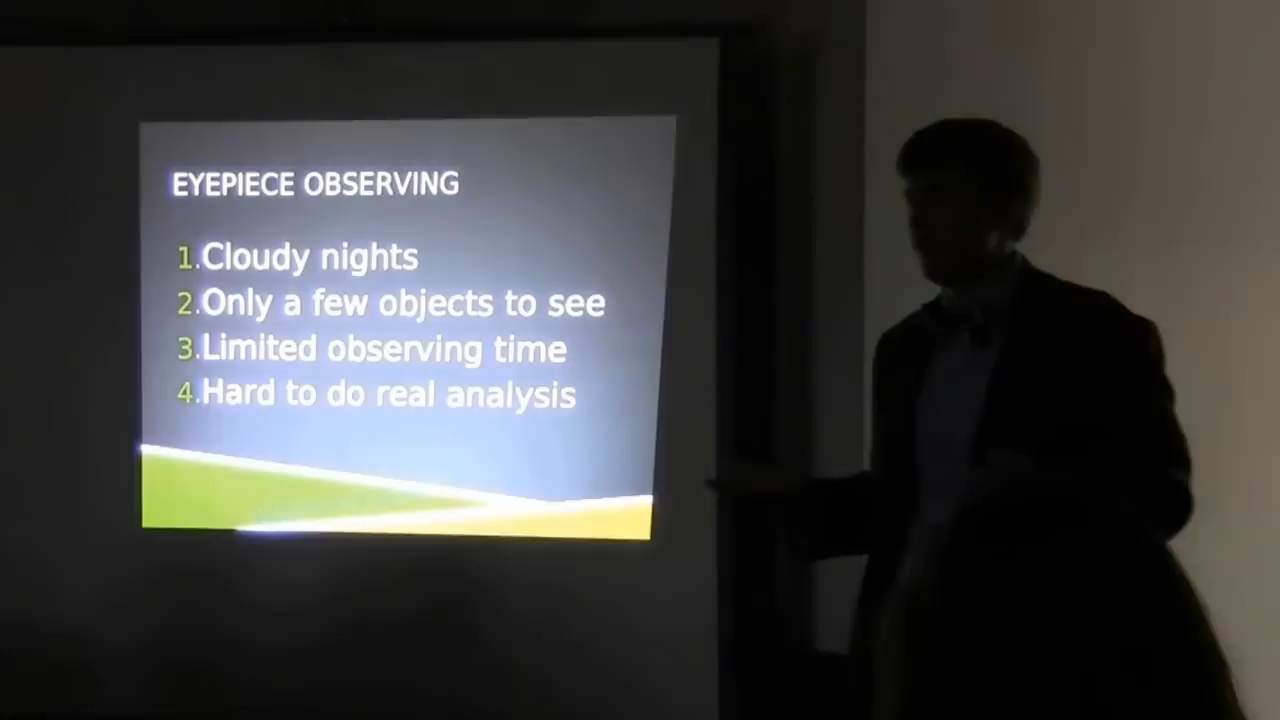 EYEPIECE OBSERVING
1.Cloudy nights
2.Only a few objects to see
3.Limited observing time
4.Hard to do real analysis